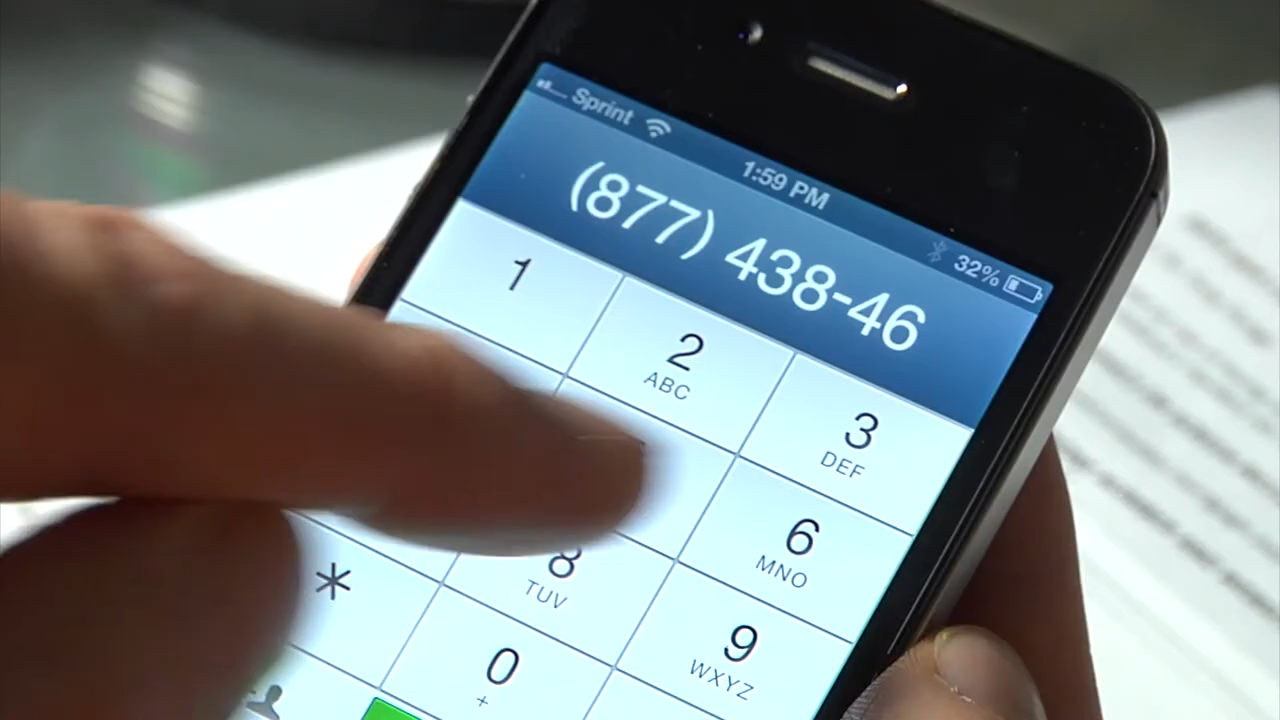 Sprint 1:59 PM 32%
(877) 438-46
1
2
ABC
3
DEF
6
MNO
8
TUV
9
WXYZ
*
0
+